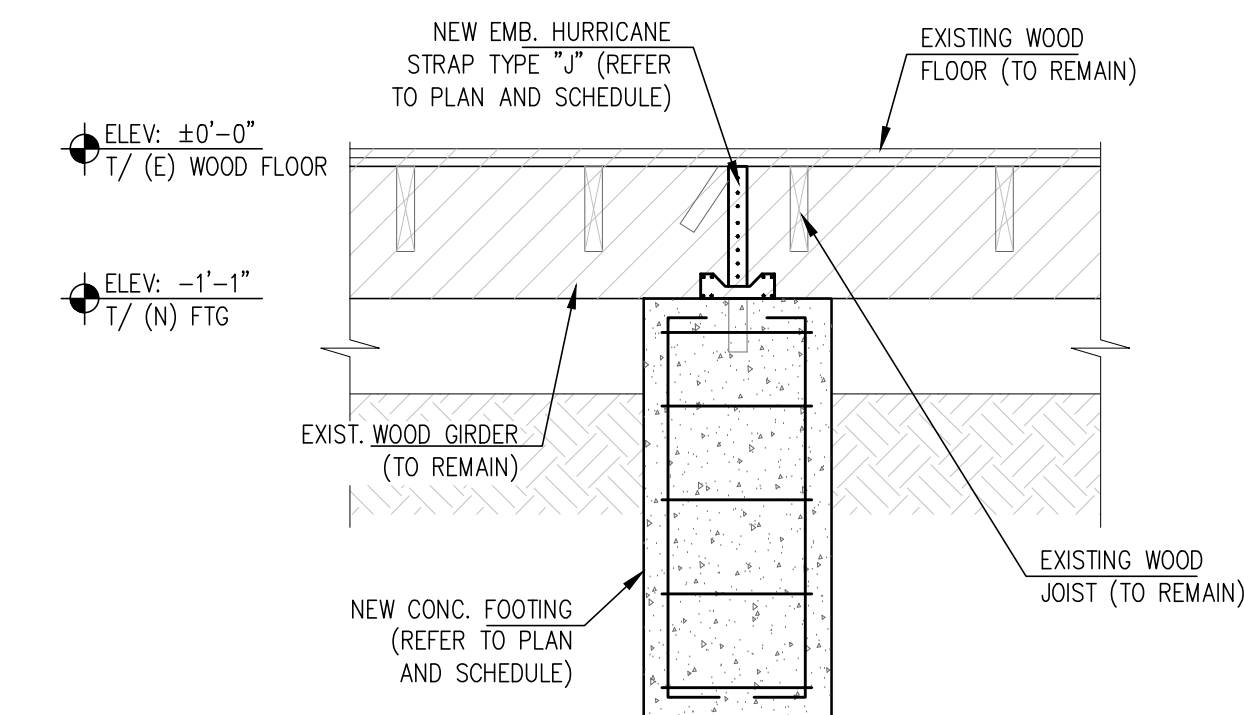 NEW EMB. HURRICANE
STRAP TYPE "J" (REFER
TO PLAN AND SCHEDULE)
EXISTING WOOD
FLOOR (TO REMAIN)
ELEV: ±0'-0"
T/ (E) WOOD FLOOR
ELEV: -1'-1"
T/ (N) FTG
EXIST. WOOD GIRDER
(TO REMAIN)
EXISTING WOOD
JOIST (TO REMAIN)
NEW CONC. FOOTING
(REFER TO PLAN
AND SCHEDULE)